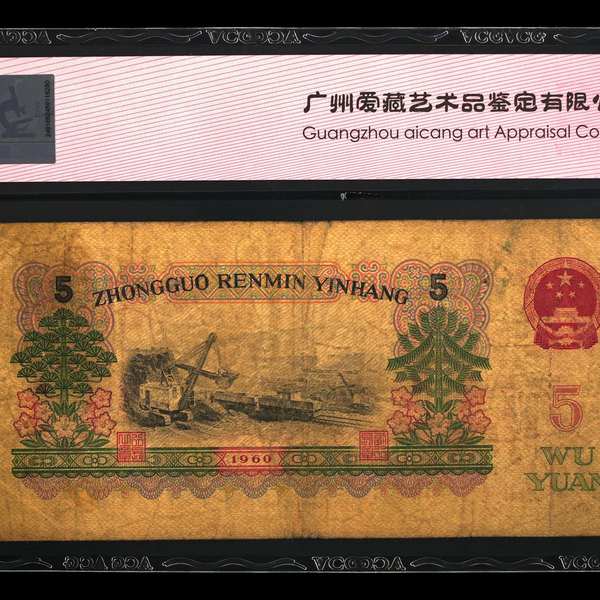 广州爱藏艺术品鉴定有限公
Guangzhou aicang art Appraisal Co
5 ZHONGGUO RENMIN YINHANG 5
5
1960
WU
YUAN